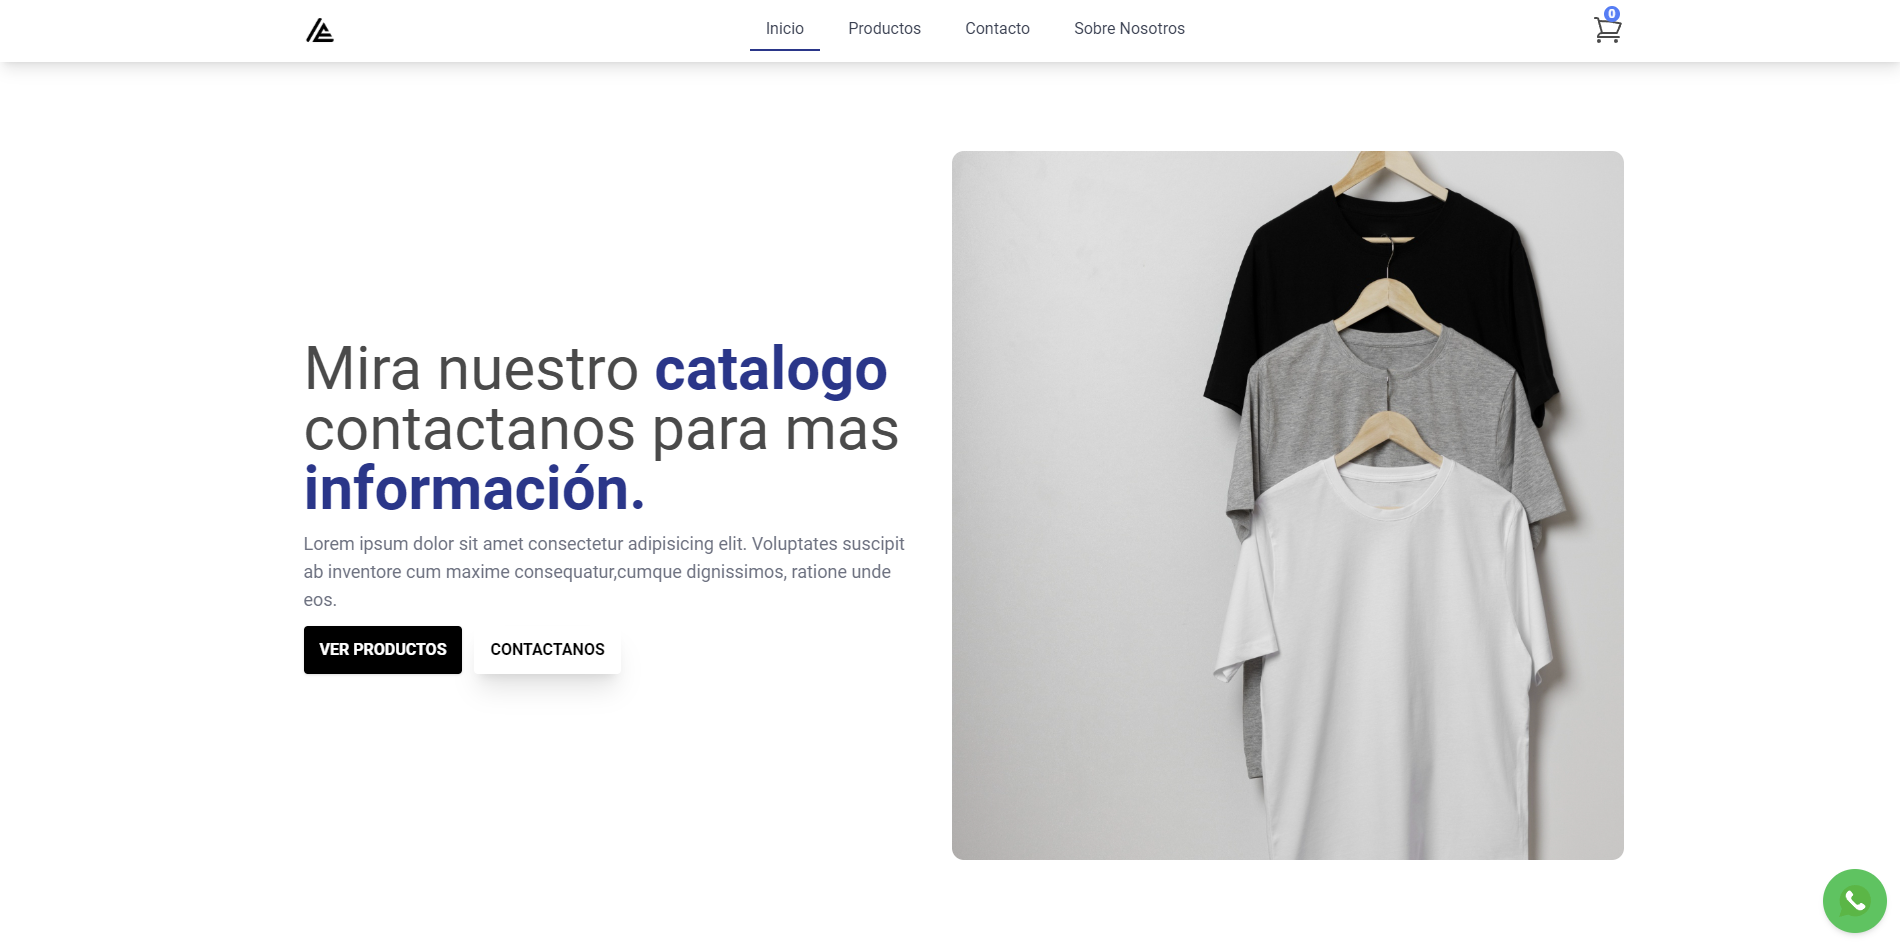 Inicio Productos Contacto Sobre Nosotros 0
Mira nuestro catalogo
contactanos para mas
información.
Lorem ipsum dolor sit amet consectetur adipisicing elit. Voluptates suscipit
ab inventore cum maxime consequatur,cumque dignissimos, ratione unde
eos.
VER PRODUCTOS CONTACTANOS